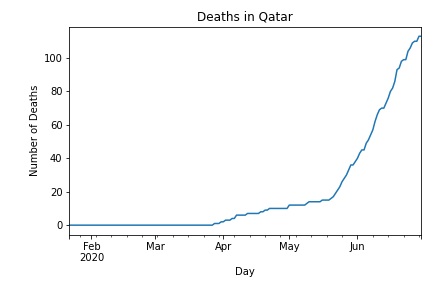 Deaths in Qatar
Number of Deaths
100
80
60
40
20
0
Feb
2020
Mar
Apr
May
Jun
Day